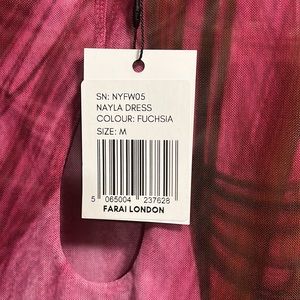 SN: NYFW05
NAYLA DRESS
COLOUR: FUCHSIA
SIZE: M
5 065004 237628
FARAI LONDON